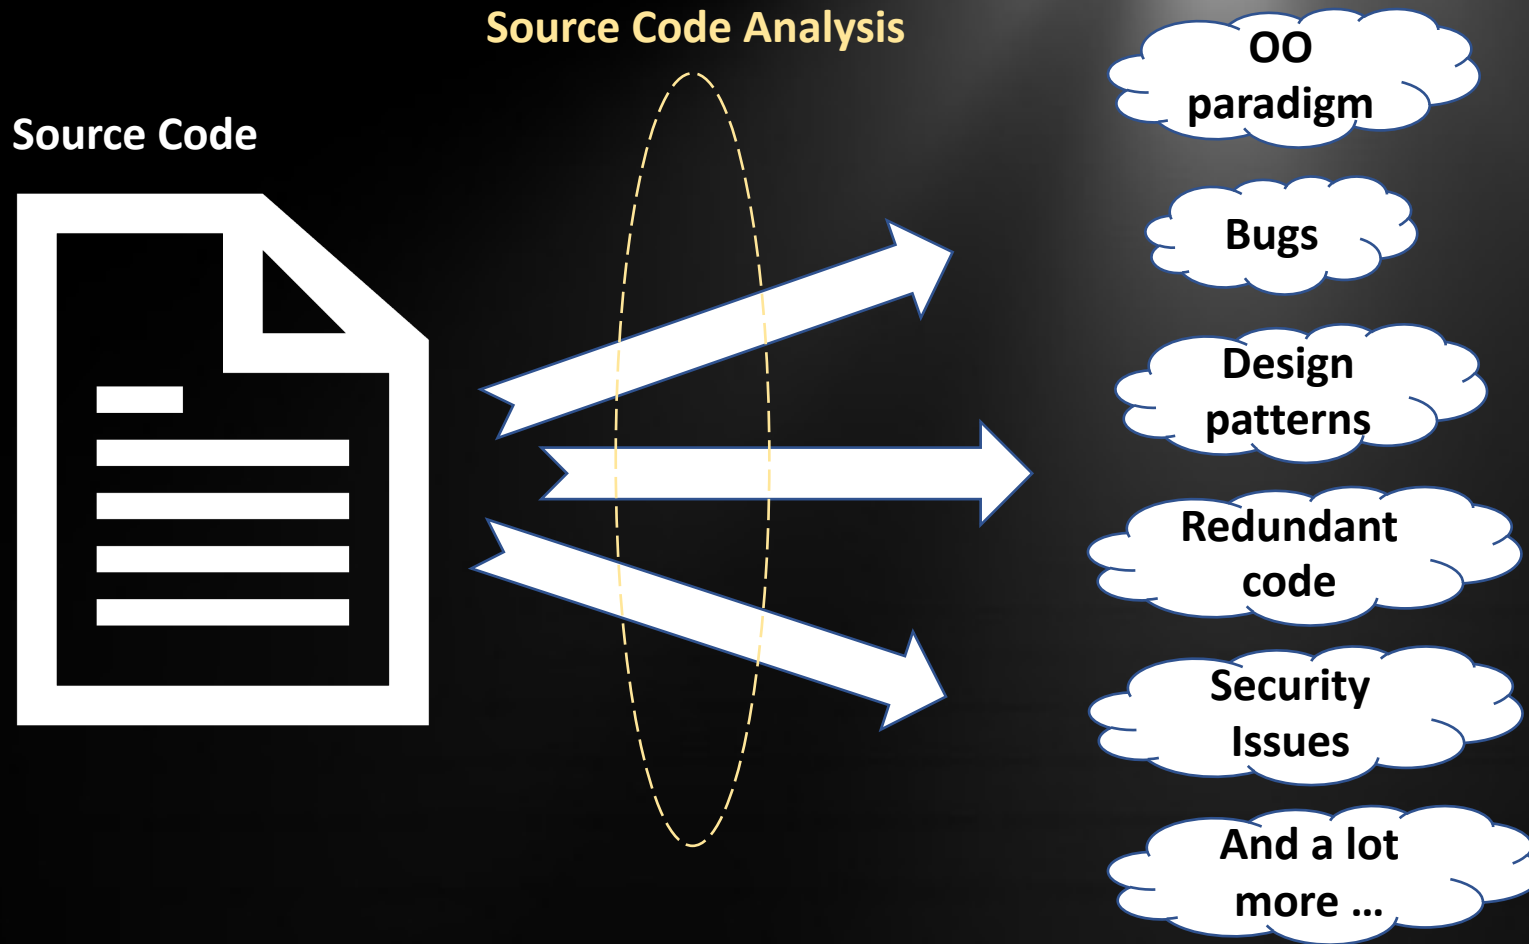 Source Code Analysis
Source Code
OO
paradigm
Bugs
Design
patterns
Redundant
code
Security
Issues
And a lot
more ...